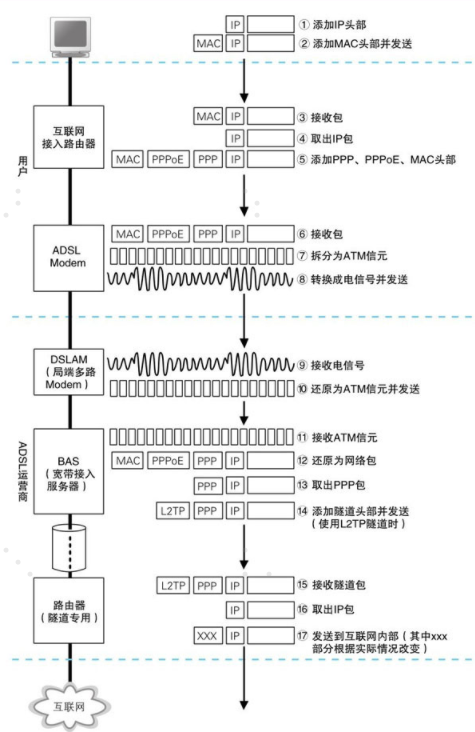 IP ① 添加IP头部
MAC IP ② 添加MAC头部并发送
互联网
接入路由器
用户
MAC IP ③ 接收包
IP ④ 取出IP包
MAC PPPoE PPP IP ⑤ 添加PPP、PPPoE、MAC头部
ADSL
Modem
MAC PPPoE PPP IP ⑥ 接收包
⑦ 拆分为ATM信元
⑧ 转换成电信号并发送
DSLAM
(局端多路
Modem)
⑨ 接收电信号
⑩ 还原为ATM信元并发送
ADSL运营商
BAS
(宽带接入
服务器)
⑪ 接收ATM信元
MAC PPPoE PPP IP ⑫ 还原为网络包
PPP IP ⑬ 取出PPP包
L2TP PPP IP ⑭ 添加隧道头部并发送
(使用L2TP隧道时)
路由器
(隧道专用)
L2TP PPP IP ⑮ 接收隧道包
IP ⑯ 取出IP包
XXX IP ⑰ 发送到互联网内部(其中xxx
部分根据实际情况改变)
互联网